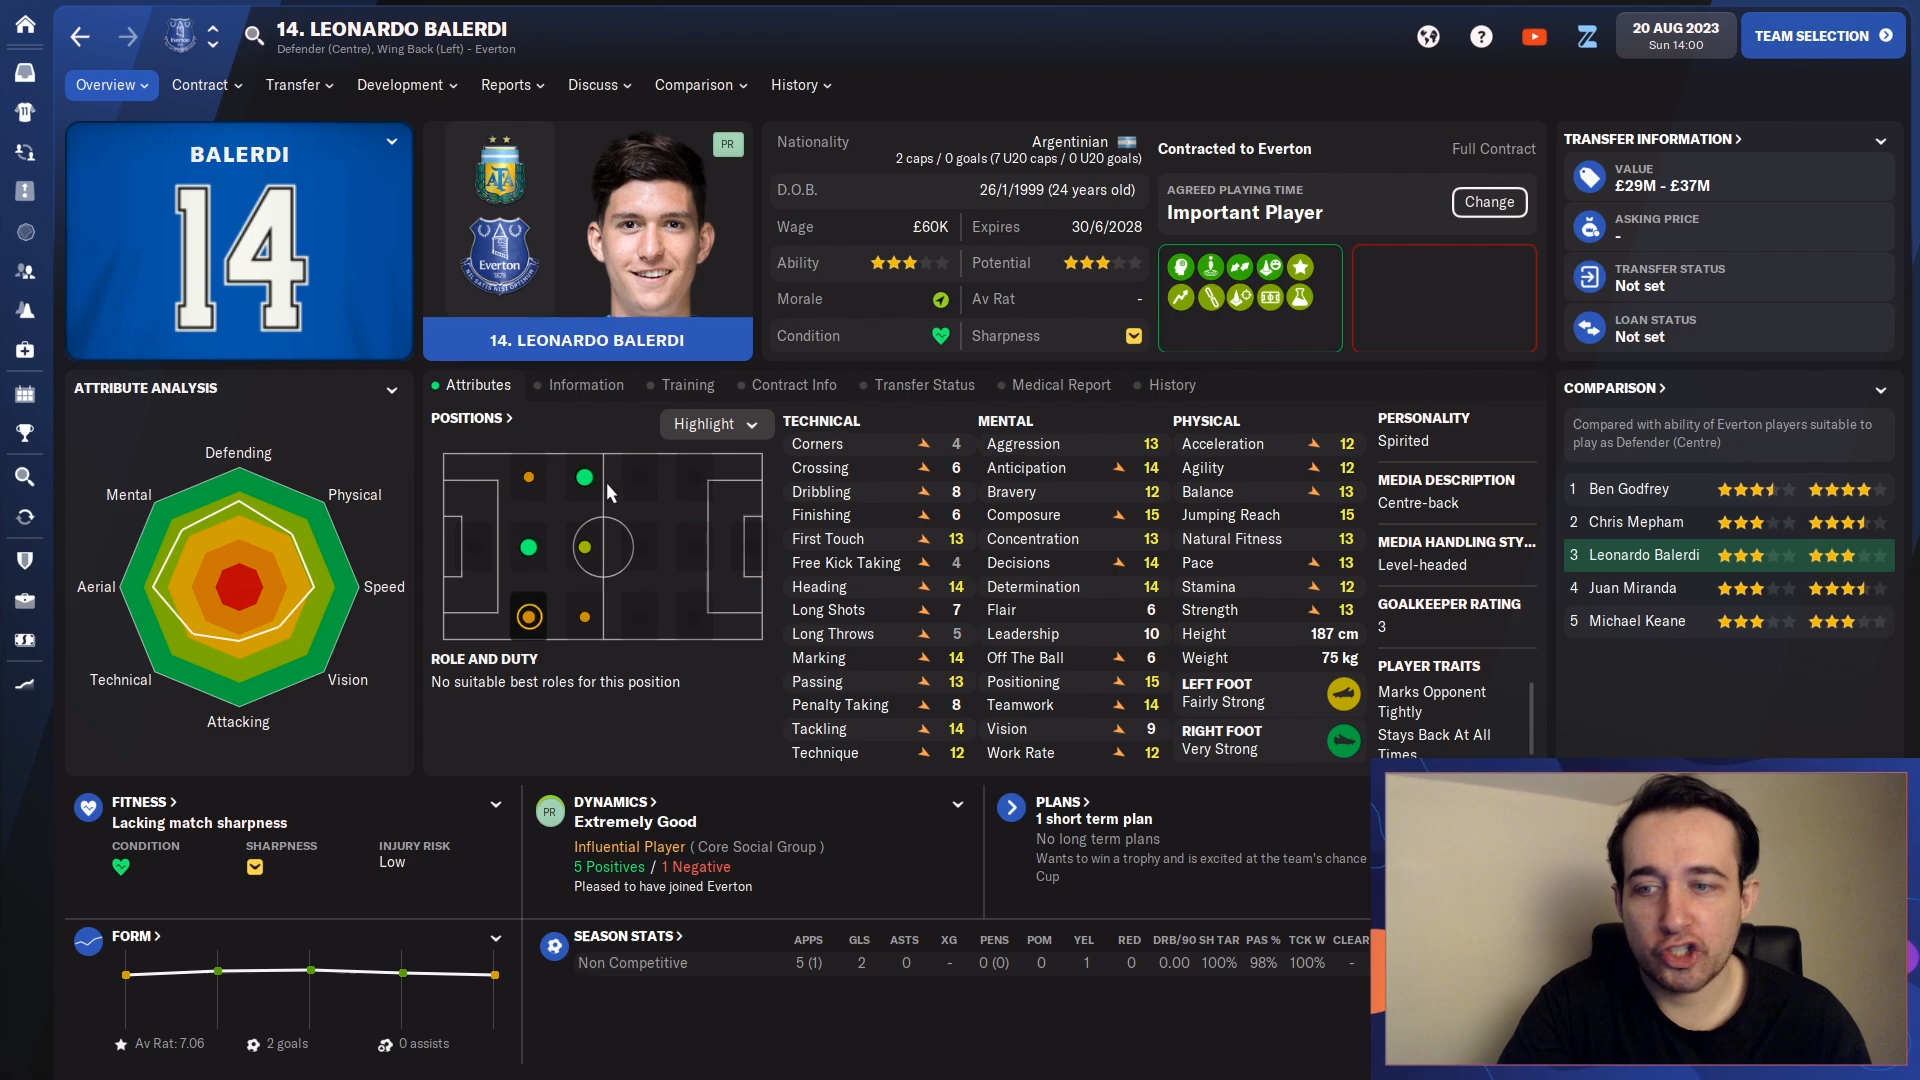 14. LEONARDO BALERDI
Defender (Centre), Wing Back (Left) - Everton
20 AUG 2023
Sun 14:00
TEAM SELECTION
Overview
Contract
Transfer
Development
Reports
Discuss
Comparison
History
BALERDI
14
AFA
Everton
1878
PR
14. LEONARDO BALERDI
Nationality
Argentinian
2 caps / 0 goals (7 U20 caps / 0 U20 goals)
D.O.B.
26/1/1999 (24 years old)
Wage £60K
Expires 30/6/2028
Ability
Potential
Morale
Av Rat -
Condition
Sharpness
Contracted to Everton
Full Contract
AGREED PLAYING TIME
Important Player
Change
TRANSFER INFORMATION >
VALUE
£29M - £37M
ASKING PRICE
-
TRANSFER STATUS
Not set
LOAN STATUS
Not set
ATTRIBUTE ANALYSIS
Defending
Mental
Physical
Aerial
Speed
Technical
Vision
Attacking
Attributes
Information
Training
Contract Info
Transfer Status
Medical Report
History
POSITIONS >
Highlight
ROLE AND DUTY
No suitable best roles for this position
TECHNICAL
Corners 4
Crossing 6
Dribbling 8
Finishing 6
First Touch 13
Free Kick Taking 4
Heading 14
Long Shots 7
Long Throws 5
Marking 14
Passing 13
Penalty Taking 8
Tackling 14
Technique 12
MENTAL
Aggression 13
Anticipation 14
Bravery 12
Composure 15
Concentration 13
Decisions 14
Determination 14
Flair 6
Leadership 10
Off The Ball 6
Positioning 15
Teamwork 14
Vision 9
Work Rate 12
PHYSICAL
Acceleration 12
Agility 12
Balance 13
Jumping Reach 15
Natural Fitness 13
Pace 13
Stamina 12
Strength 13
Height 187 cm
Weight 75 kg
LEFT FOOT
Fairly Strong
RIGHT FOOT
Very Strong
PERSONALITY
Spirited
MEDIA DESCRIPTION
Centre-back
MEDIA HANDLING STY...
Level-headed
GOALKEEPER RATING
3
PLAYER TRAITS
Marks Opponent
Tightly
Stays Back At All
Times
COMPARISON >
Compared with ability of Everton players suitable to
play as Defender (Centre)
1 Ben Godfrey
2 Chris Mepham
3 Leonardo Balerdi
4 Juan Miranda
5 Michael Keane
FITNESS >
Lacking match sharpness
CONDITION
SHARPNESS
INJURY RISK
Low
PR
DYNAMICS >
Extremely Good
Influential Player ( Core Social Group )
5 Positives / 1 Negative
Pleased to have joined Everton
PLANS >
1 short term plan
No long term plans
Wants to win a trophy and is excited at the team's chance
Cup
FORM >
Av Rat: 7.06
2 goals
0 assists
SEASON STATS >
APPS GLS ASTS XG PENS POM YEL RED DRB/90 SH TAR PAS % TCK W CLEAR
Non Competitive 5 (1) 2 0 - 0 (0) 0 1 0 0.00 100% 98% 100% -